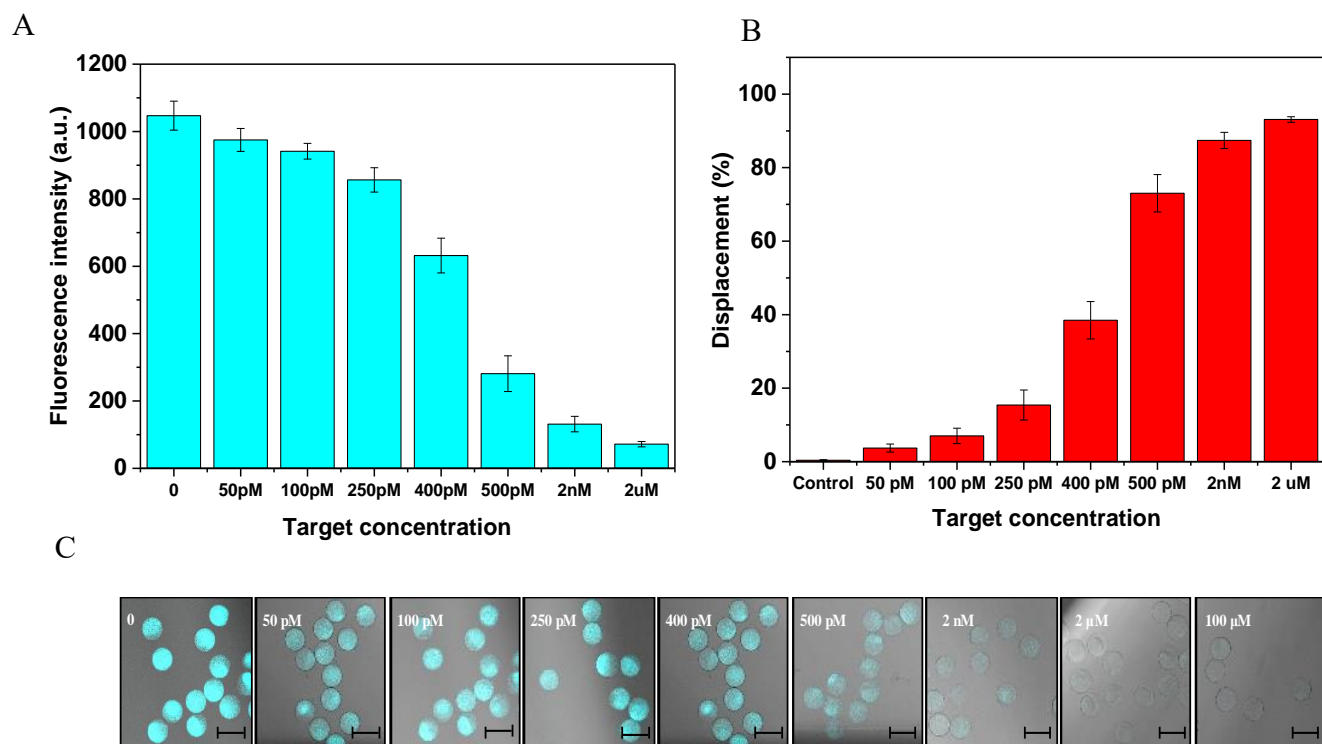 A
Fluorescence intensity (a.u.)
1200
1000
800
600
400
200
0
0 50pM 100pM 250pM 400pM 500pM 2nM 2uM
Target concentration
B
Displacement (%)
100
80
60
40
20
0
Control 50 pM 100 pM 250 pM 400 pM 500 pM 2nM 2 uM
Target concentration
C
0 50 pM 100 pM 250 pM 400 pM 500 pM 2 nM 2 μM 100 μM